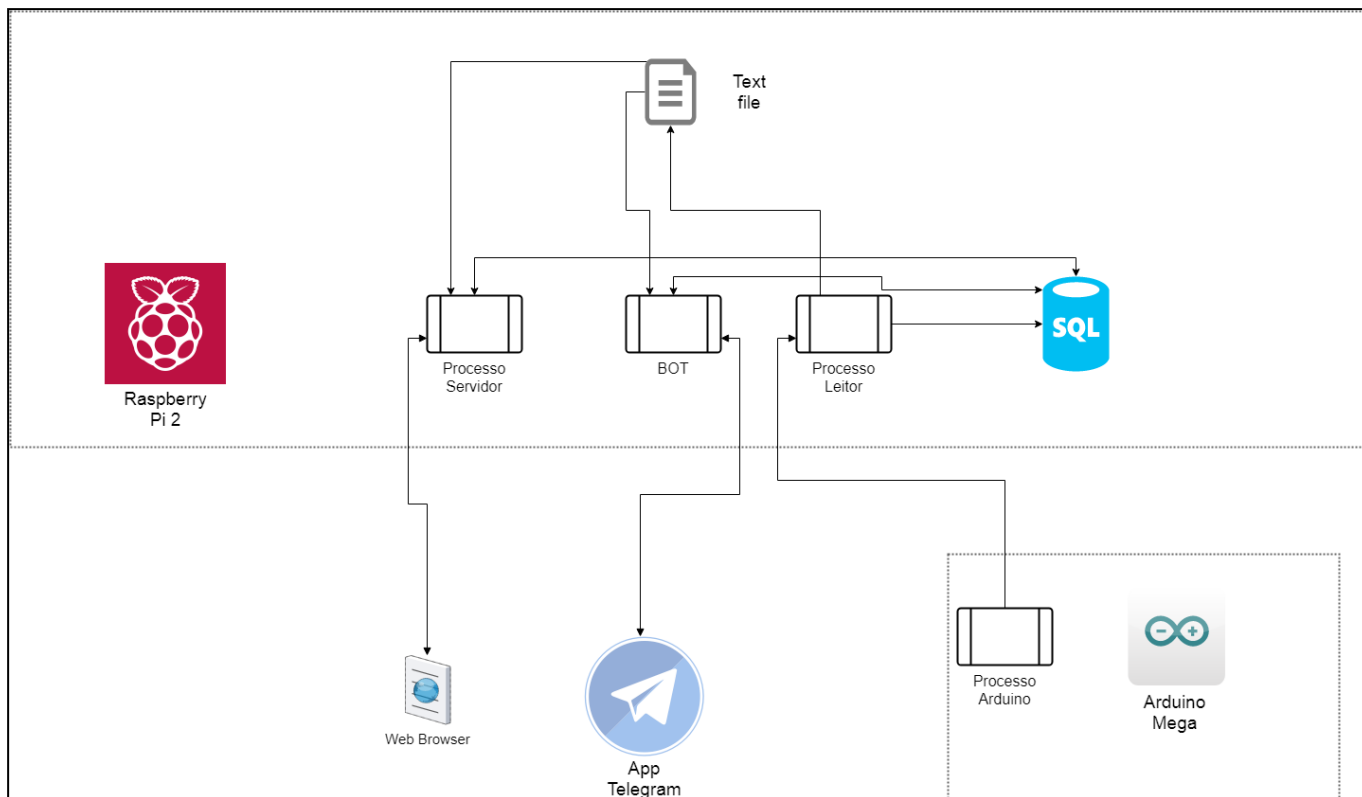 Text
file
SQL
Processo
Servidor
BOT
Processo
Leitor
Raspberry
Pi 2
Processo
Arduino
Arduino
Mega
Web Browser
App
Telegram